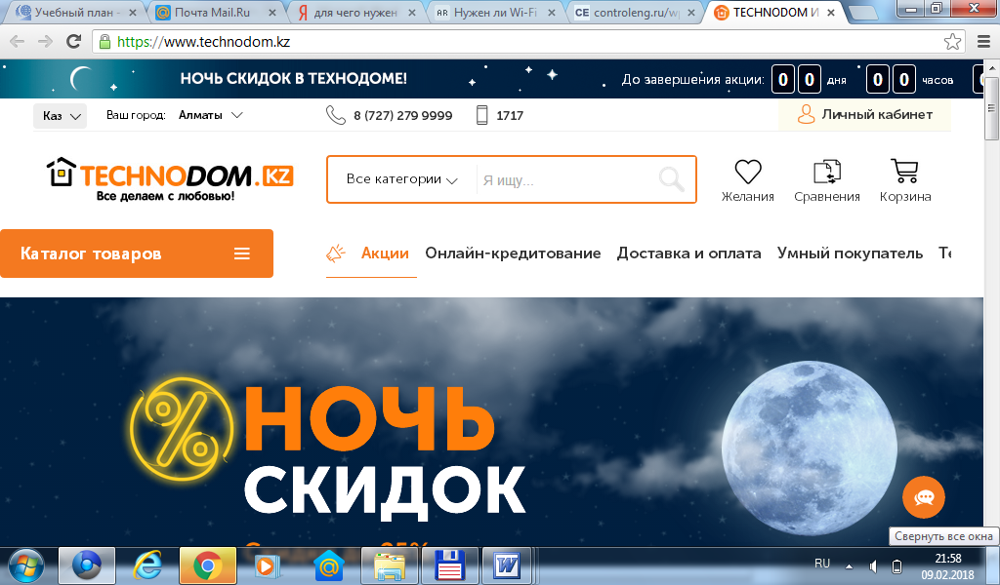 Учебный план -
Почта Mail.Ru
для чего нужен
AR Нужен ли Wi-Fi
CE controleng.ru/w
TECHNODOM И
https://www.technodom.kz
НОЧЬ СКИДОК В ТЕХНОДОМЕ!
До завершения акции: 0 0 дня 0 0 часов
Каз
Ваш город: Алматы
8 (727) 279 9999
1717
Личный кабинет
TECHNODOM.KZ
Все делаем с любовью!
Все категории
Я ищу...
Желания
Сравнения
Корзина
Каталог товаров
Акции
Онлайн-кредитование
Доставка и оплата
Умный покупатель
НОЧЬ
СКИДОК
Свернуть все окна
RU
21:58
09.02.2018